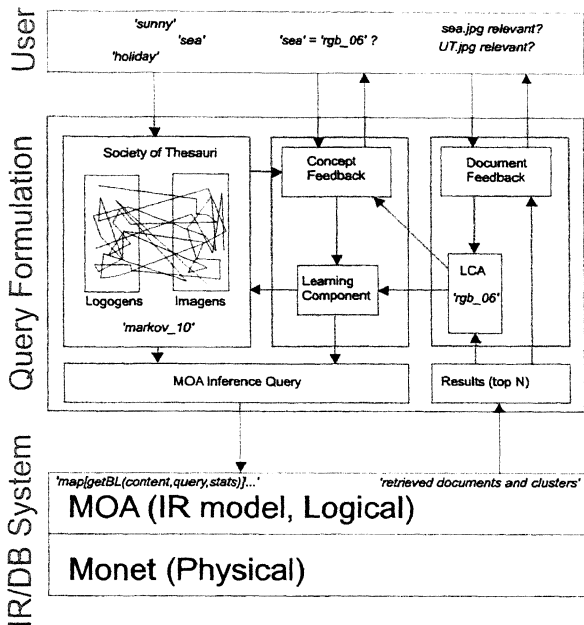 User
'sunny'
'sea'
'holiday'
'sea' = 'rgb_06' ?
sea.jpg relevant?
UT.jpg relevant?
Query Formulation
Society of Thesauri
Logogens
Imagens
'markov_10'
Concept
Feedback
Learning
Component
Document
Feedback
LCA
'rgb_06'
MOA Inference Query
Results (top N)
IR/DB System
'map[getBL(content,query,stats)]...'
'retrieved documents and clusters'
MOA (IR model, Logical)
Monet (Physical)